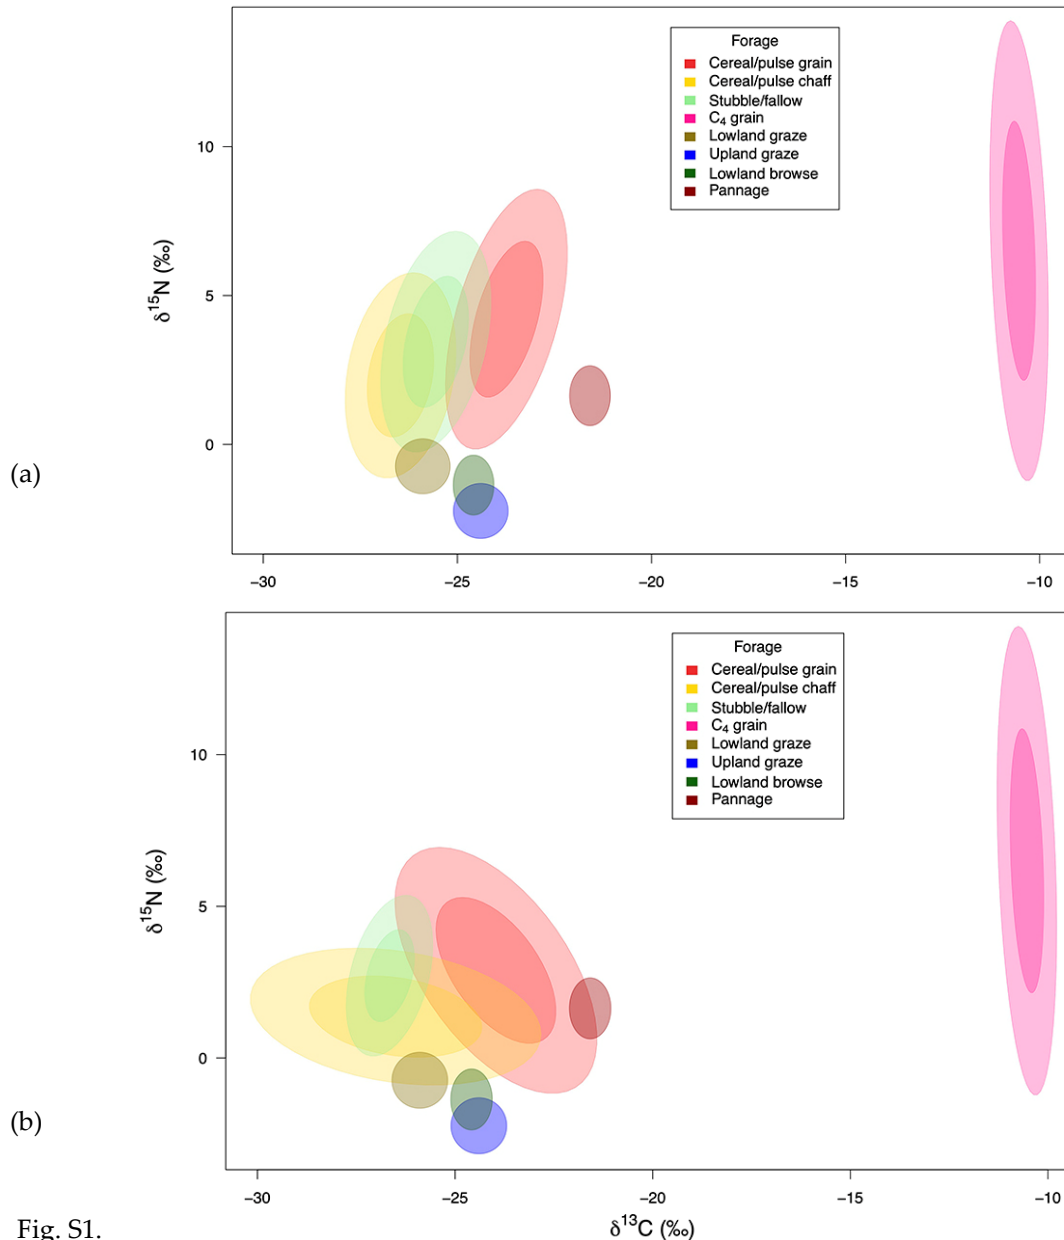 Forage
Cereal/pulse grain
Cereal/pulse chaff
Stubble/fallow
C₄ grain
Lowland graze
Upland graze
Lowland browse
Pannage
10
5
0
δ¹⁵N (‰)
(a)
−30
−25
−20
−15
−10
Forage
Cereal/pulse grain
Cereal/pulse chaff
Stubble/fallow
C₄ grain
Lowland graze
Upland graze
Lowland browse
Pannage
10
5
0
δ¹⁵N (‰)
(b)
−30
−25
−20
−15
−10
δ¹³C (‰)
Fig. S1.